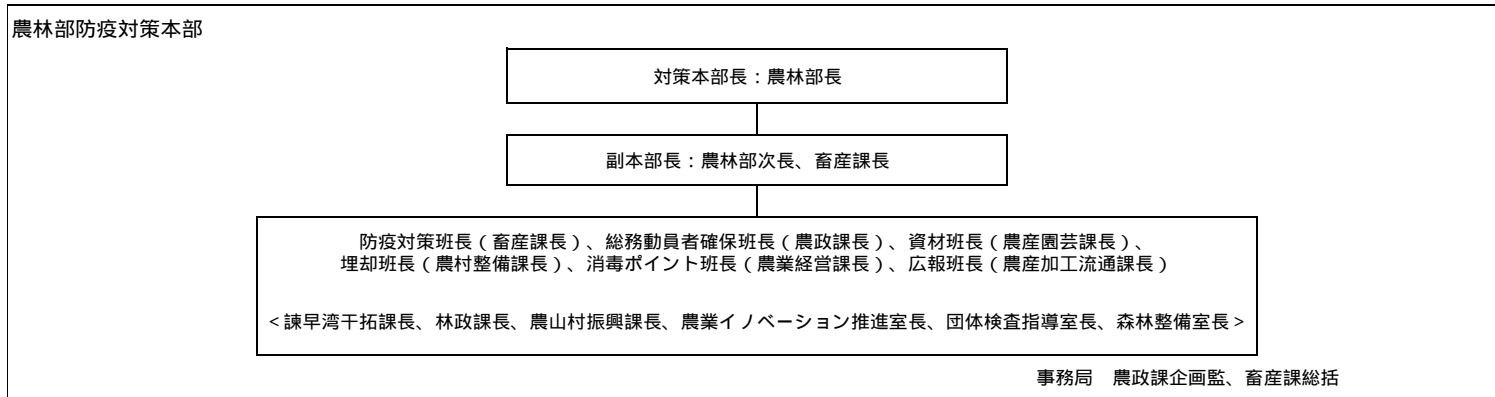 農林部防疫対策本部
対策本部長：農林部長
副本部長：農林部次長、畜産課長
防疫対策班長（畜産課長）、総務動員者確保班長（農政課長）、資材班長（農産園芸課長）、
埋却班長（農村整備課長）、消毒ポイント班長（農業経営課長）、広報班長（農産加工流通課長）
＜諫早湾干拓課長、林政課長、農山村振興課長、農業イノベーション推進室長、団体検査指導室長、森林整備室長＞
事務局　農政課企画監、畜産課総括